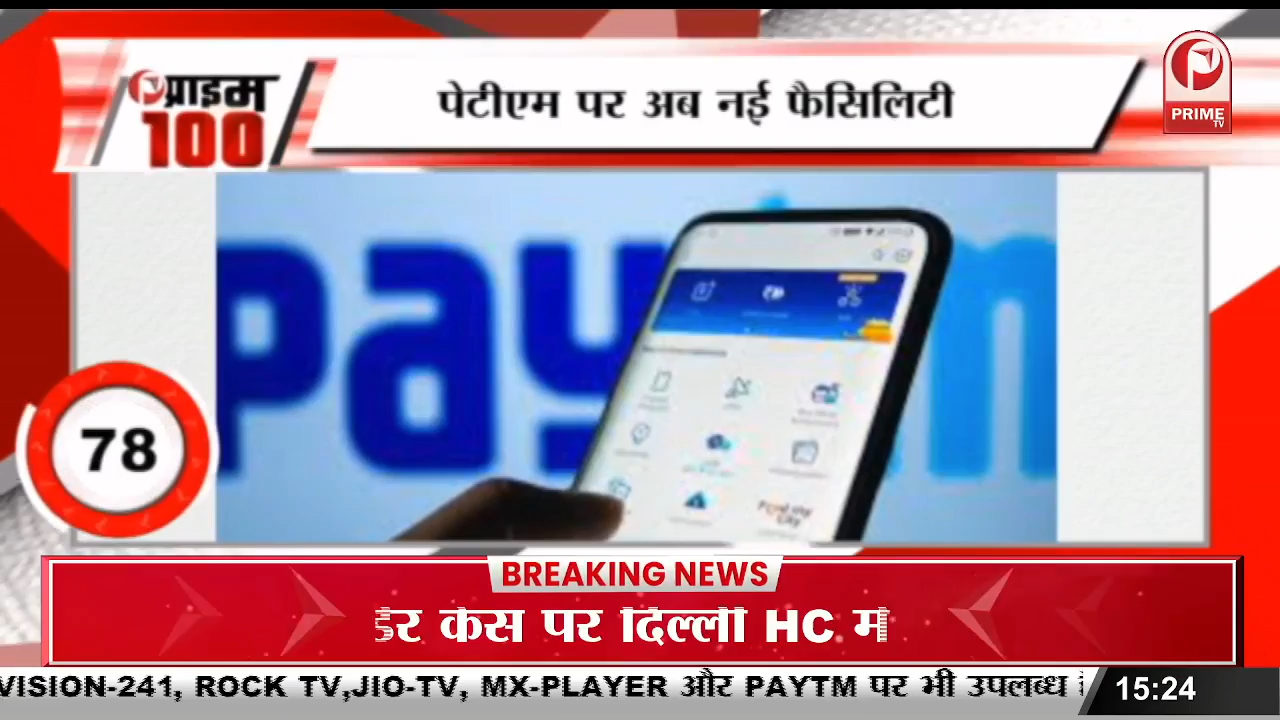 प्राइम
100
पेटीएम पर अब नई फैसिलिटी
PRIME
TV
paytm
78
BREAKING NEWS
केस पर दिल्ली HC में
VISION-241, ROCK TV,JIO-TV, MX-PLAYER और PAYTM पर भी उपलब्ध
15:24